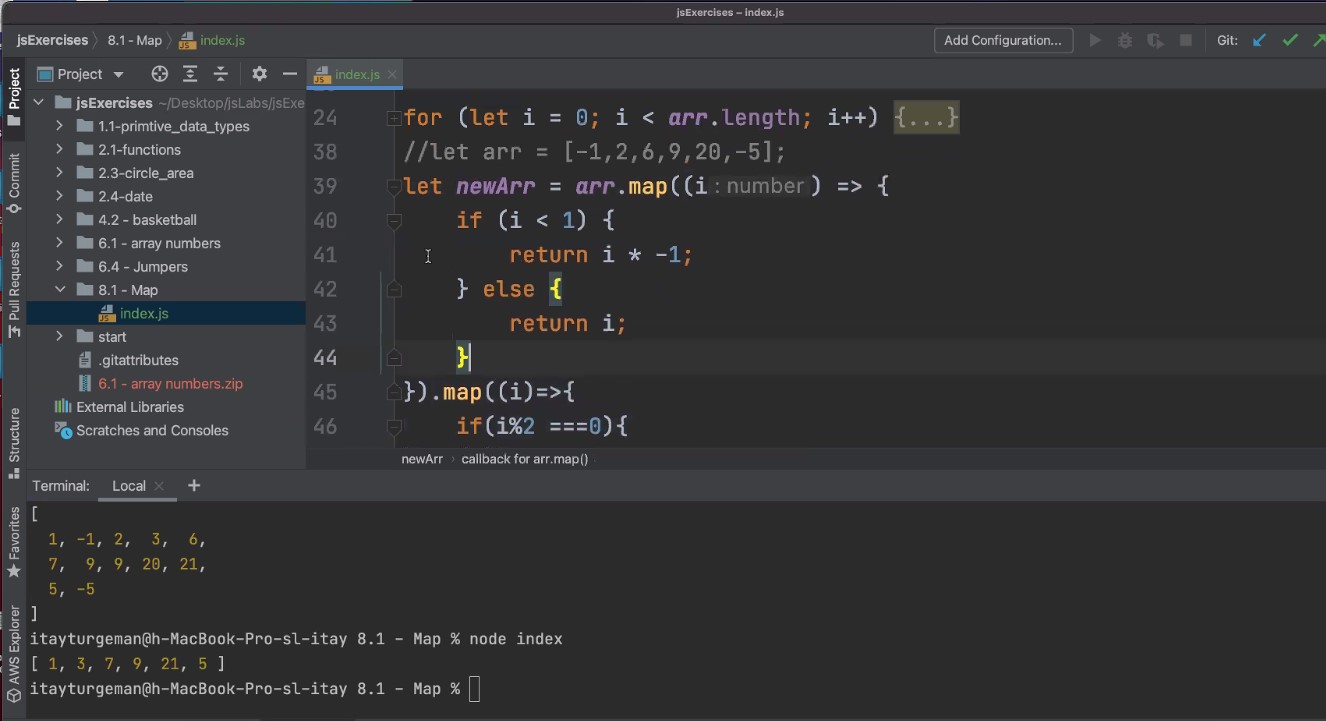 jsExercises – index.js
jsExercises 8.1 - Map index.js Add Configuration... Git:
Project index.js
Project
Commit
Pull Requests
Structure
Favorites
AWS Explorer
jsExercises ~/Desktop/jsLabs/jsExe
1.1-primtive_data_types
2.1-functions
2.3-circle_area
2.4-date
4.2 - basketball
6.1 - array numbers
6.4 - Jumpers
8.1 - Map
index.js
start
.gitattributes
6.1 - array numbers.zip
External Libraries
Scratches and Consoles
24 for (let i = 0; i < arr.length; i++) {...}
38 //let arr = [-1,2,6,9,20,-5];
39 let newArr = arr.map((i : number ) => {
40 if (i < 1) {
41 return i * -1;
42 } else {
43 return i;
44 }
45 }).map((i)=>{
46 if(i%2 ===0){
newArr callback for arr.map()
Terminal: Local
[
1, -1, 2, 3, 6,
7, 9, 9, 20, 21,
5, -5
]
itayturgeman@h-MacBook-Pro-sl-itay 8.1 - Map % node index
[ 1, 3, 7, 9, 21, 5 ]
itayturgeman@h-MacBook-Pro-sl-itay 8.1 - Map %